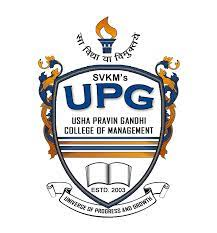 सा विद्या या विमुक्तये
SVKM's
UPG
USHA PRAVIN GANDHI
COLLEGE OF MANAGEMENT
ESTD. 2003
UNIVERSE OF PROGRESS AND GROWTH